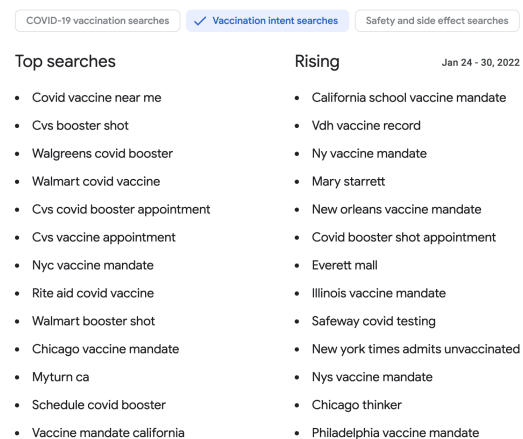 COVID-19 vaccination searches
Vaccination intent searches
Safety and side effect searches
Top searches
Covid vaccine near me
Cvs booster shot
Walgreens covid booster
Walmart covid vaccine
Cvs covid booster appointment
Cvs vaccine appointment
Nyc vaccine mandate
Rite aid covid vaccine
Walmart booster shot
Chicago vaccine mandate
Myturn ca
Schedule covid booster
Vaccine mandate california
Rising
Jan 24 - 30, 2022
California school vaccine mandate
Vdh vaccine record
Ny vaccine mandate
Mary starrett
New orleans vaccine mandate
Covid booster shot appointment
Everett mall
Illinois vaccine mandate
Safeway covid testing
New york times admits unvaccinated
Nys vaccine mandate
Chicago thinker
Philadelphia vaccine mandate